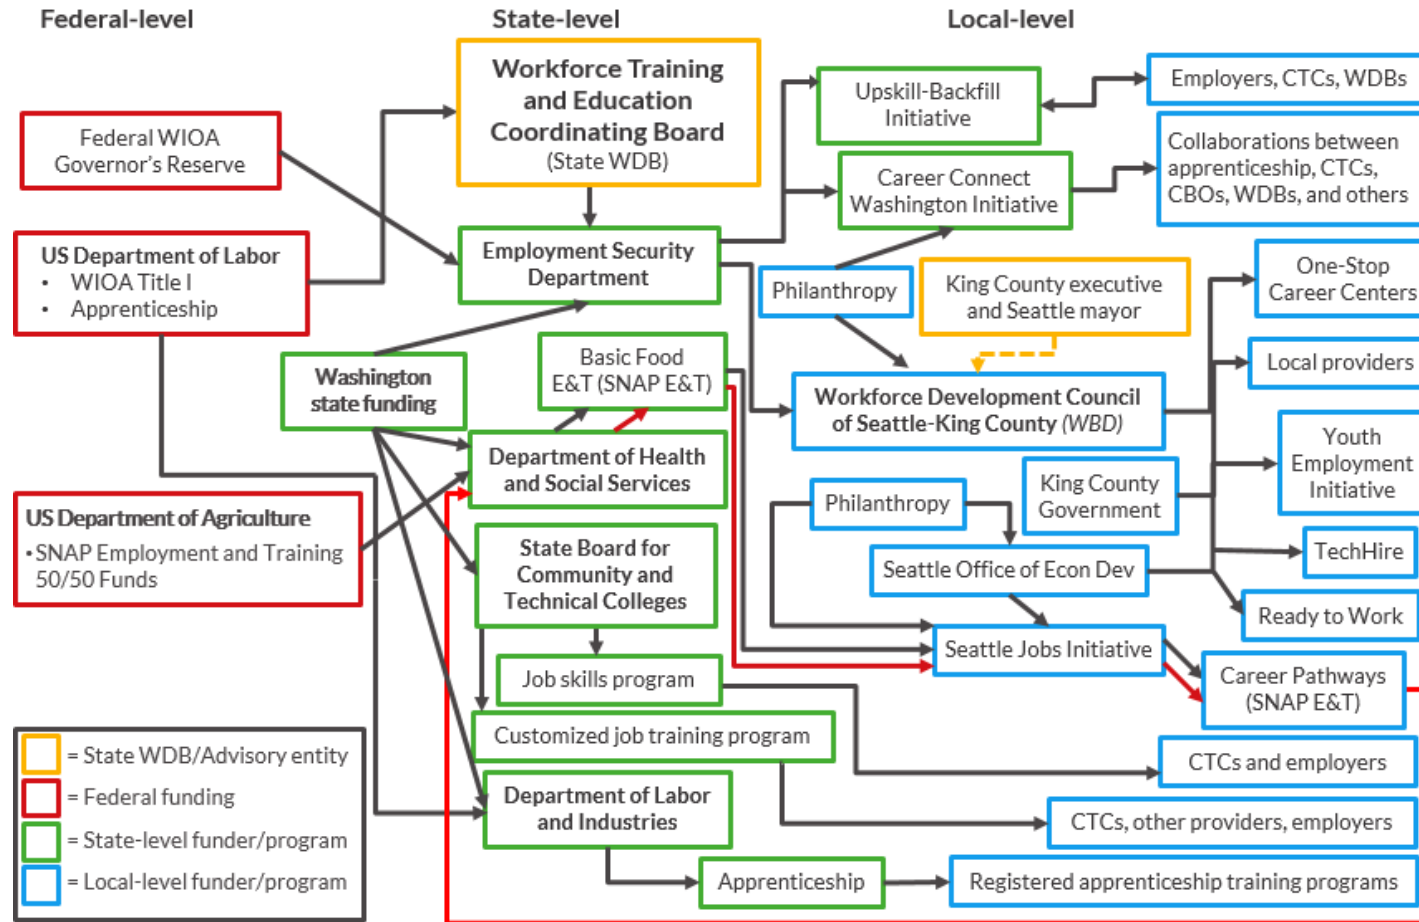 Federal-level
State-level
Local-level
Federal WIOA
Governor's Reserve
US Department of Labor
• WIOA Title I
• Apprenticeship
US Department of Agriculture
• SNAP Employment and Training
50/50 Funds
Workforce Training
and Education
Coordinating Board
(State WDB)
Employment Security
Department
Washington
state funding
Basic Food
E&T (SNAP E&T)
Department of Health
and Social Services
State Board for
Community and
Technical Colleges
Job skills program
Customized job training program
Department of Labor
and Industries
Apprenticeship
Upskill-Backfill
Initiative
Career Connect
Washington Initiative
Philanthropy
King County executive
and Seattle mayor
Workforce Development Council
of Seattle-King County (WBD)
King County
Government
Philanthropy
Seattle Office of Econ Dev
Seattle Jobs Initiative
Employers, CTCs, WDBs
Collaborations between
apprenticeship, CTCs,
CBOs, WDBs, and others
One-Stop
Career Centers
Local providers
Youth
Employment
Initiative
TechHire
Ready to Work
Career Pathways
(SNAP E&T)
CTCs and employers
CTCs, other providers, employers
Registered apprenticeship training programs
= State WDB/Advisory entity
= Federal funding
= State-level funder/program
= Local-level funder/program